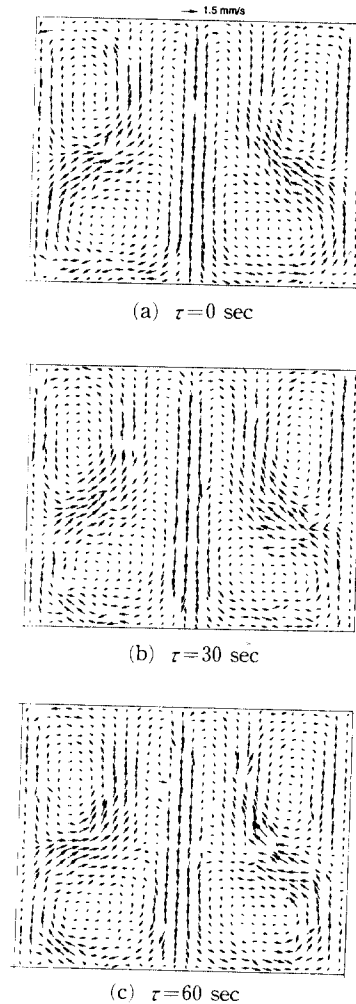 1.5 mm/s
(a) τ=0 sec
(b) τ=30 sec
(c) τ=60 sec